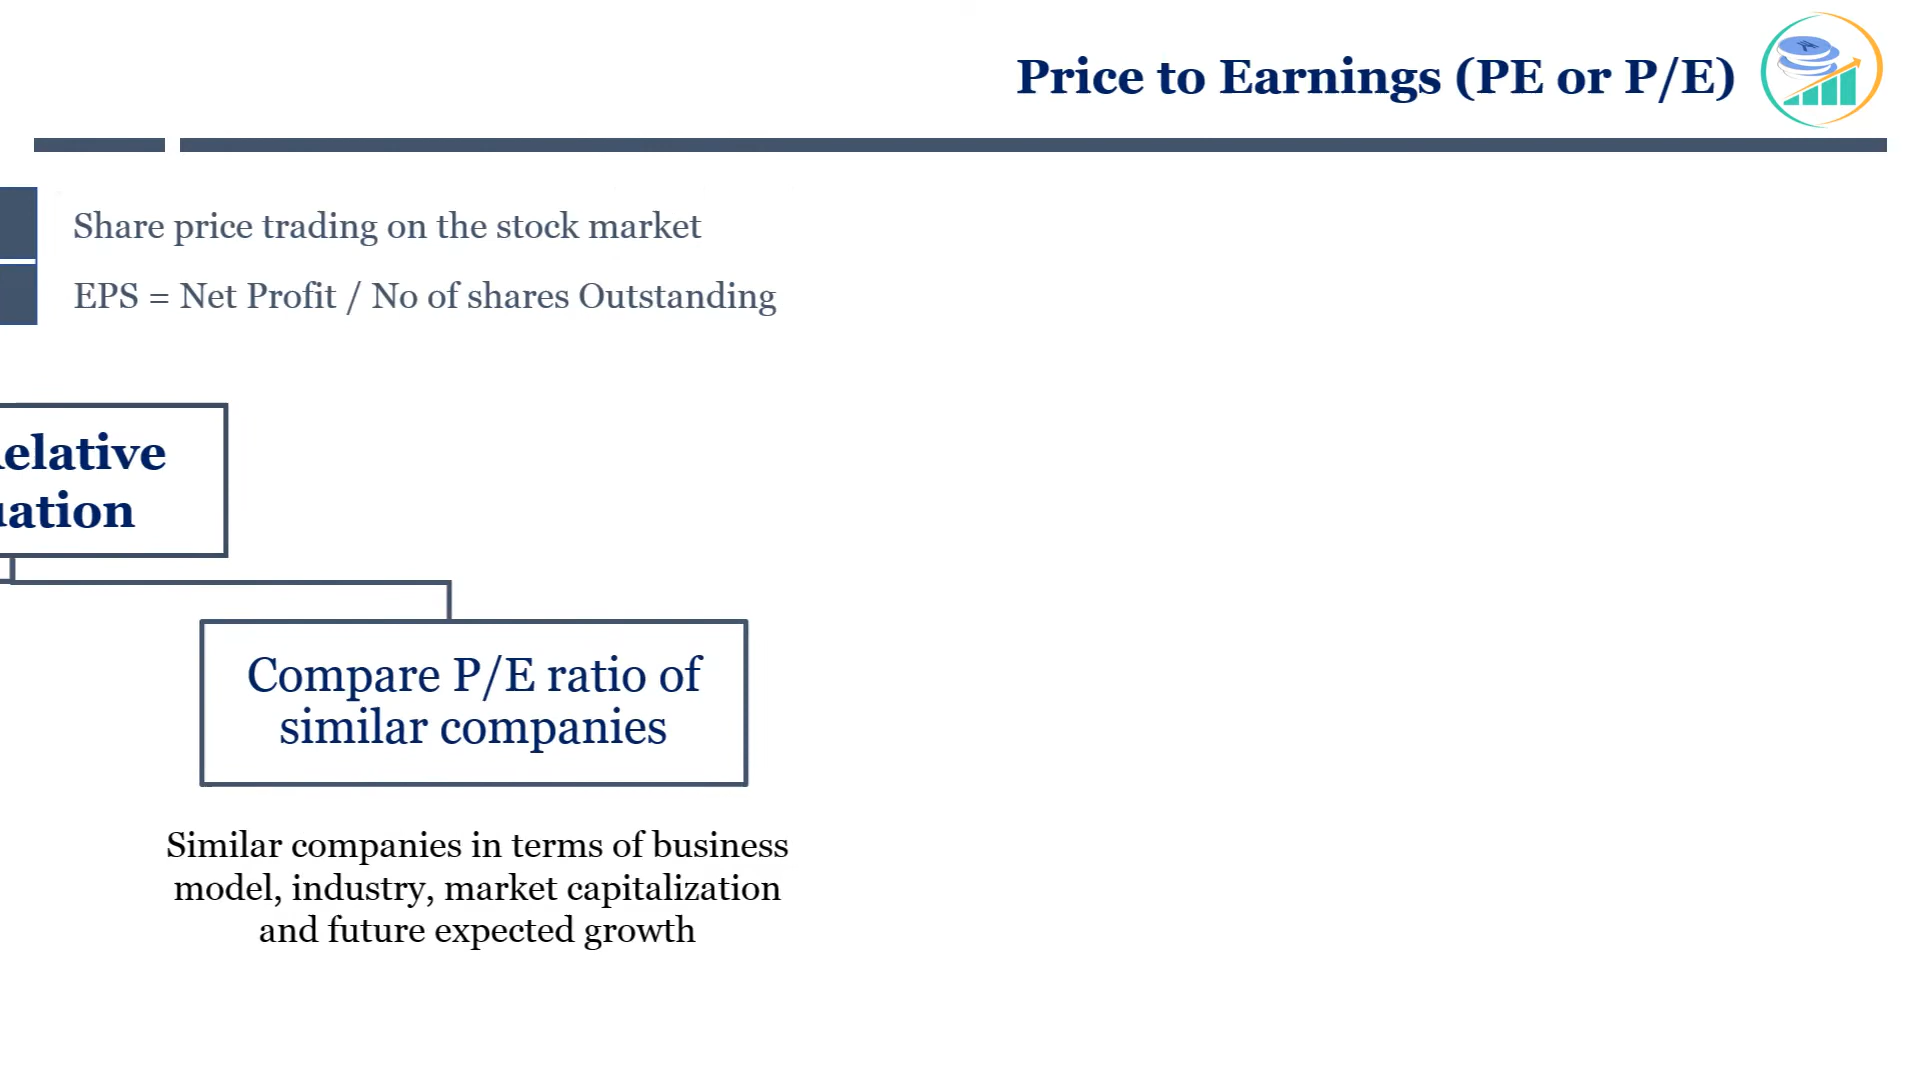 Price to Earnings (PE or P/E)
Share price trading on the stock market
EPS = Net Profit / No of shares Outstanding
elative
uation
Compare P/E ratio of
similar companies
Similar companies in terms of business
model, industry, market capitalization
and future expected growth